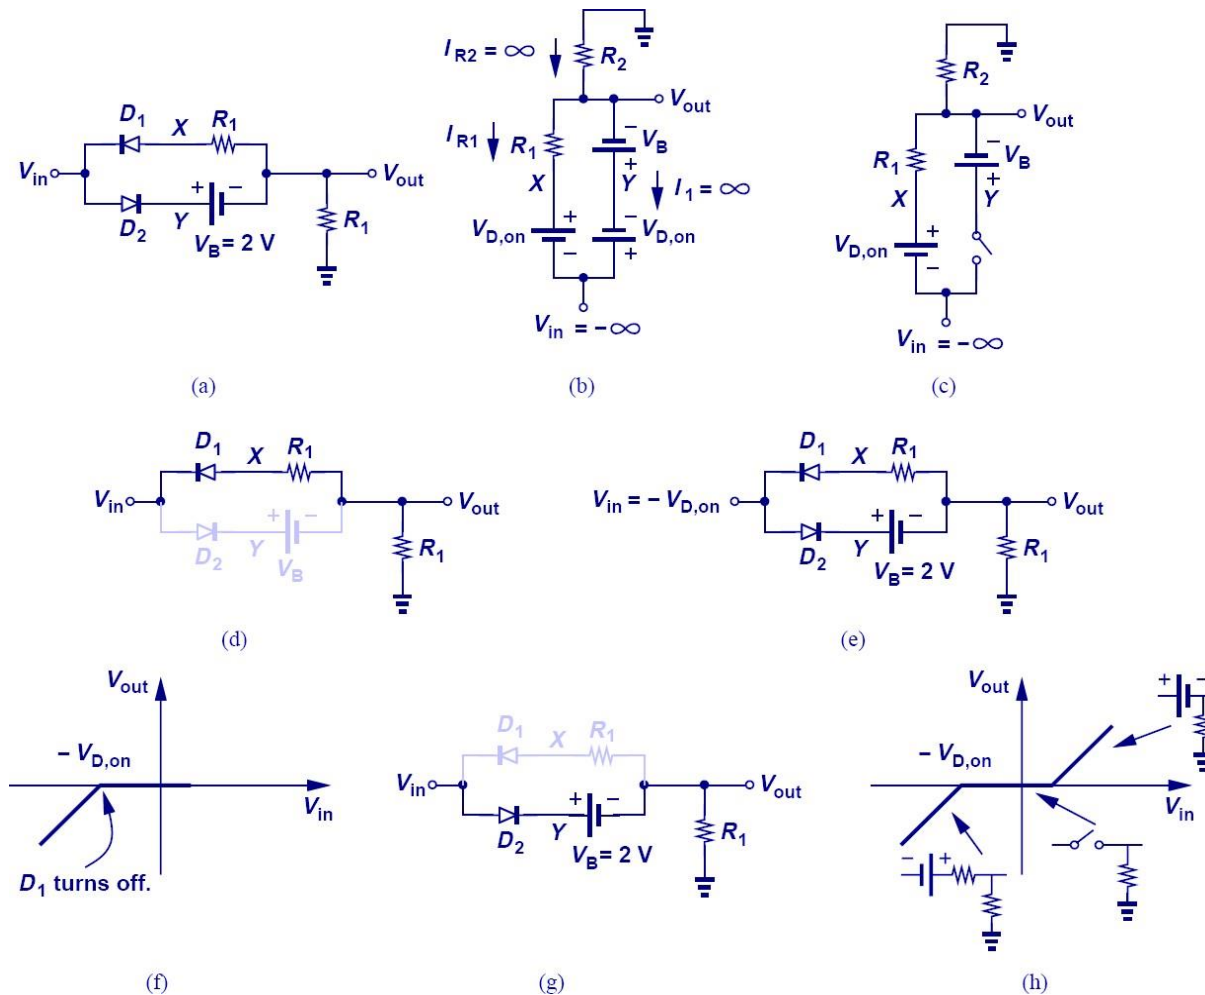 D1 X R1
Vin Vout
+ −
D2 Y R1
VB = 2 V
(a)
IR2 = ∞ R2
Vout
IR1 R1 − VB
X + Y I1 = ∞
VD,on + − VD,on
− +
Vin = − ∞
(b)
R2
Vout
R1 − VB
X + Y
VD,on +
−
Vin = − ∞
(c)
D1 X R1
Vin Vout
+ −
D2 Y VB R1
(d)
D1 X R1
Vin = − VD,on Vout
+ −
D2 Y R1
VB = 2 V
(e)
Vout
− VD,on
Vin
D1 turns off.
(f)
D1 X R1
Vin Vout
+ −
D2 Y R1
VB = 2 V
(g)
Vout + −
− VD,on
Vin
− +
(h)